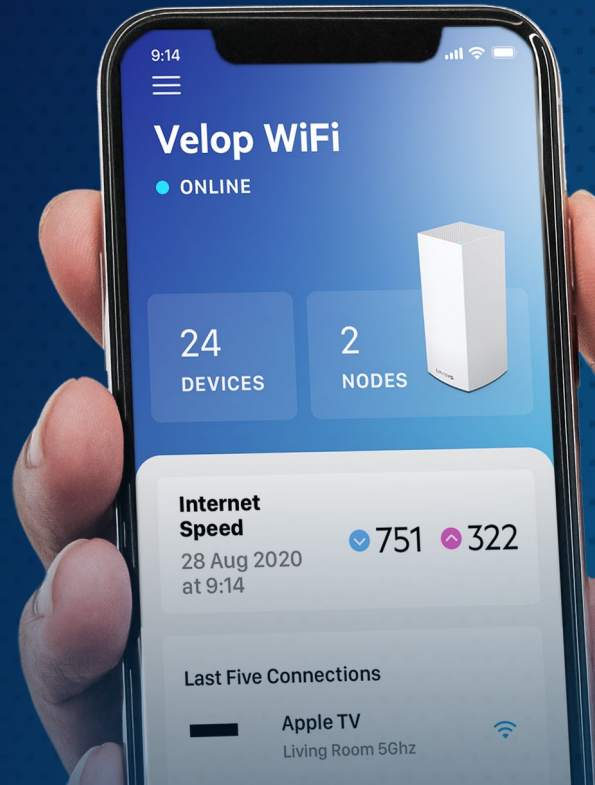 9:14
Velop WiFi
ONLINE
24
DEVICES
2
NODES
LINKSYS
Internet
Speed
28 Aug 2020
at 9:14
751
322
Last Five Connections
Apple TV
Living Room 5Ghz